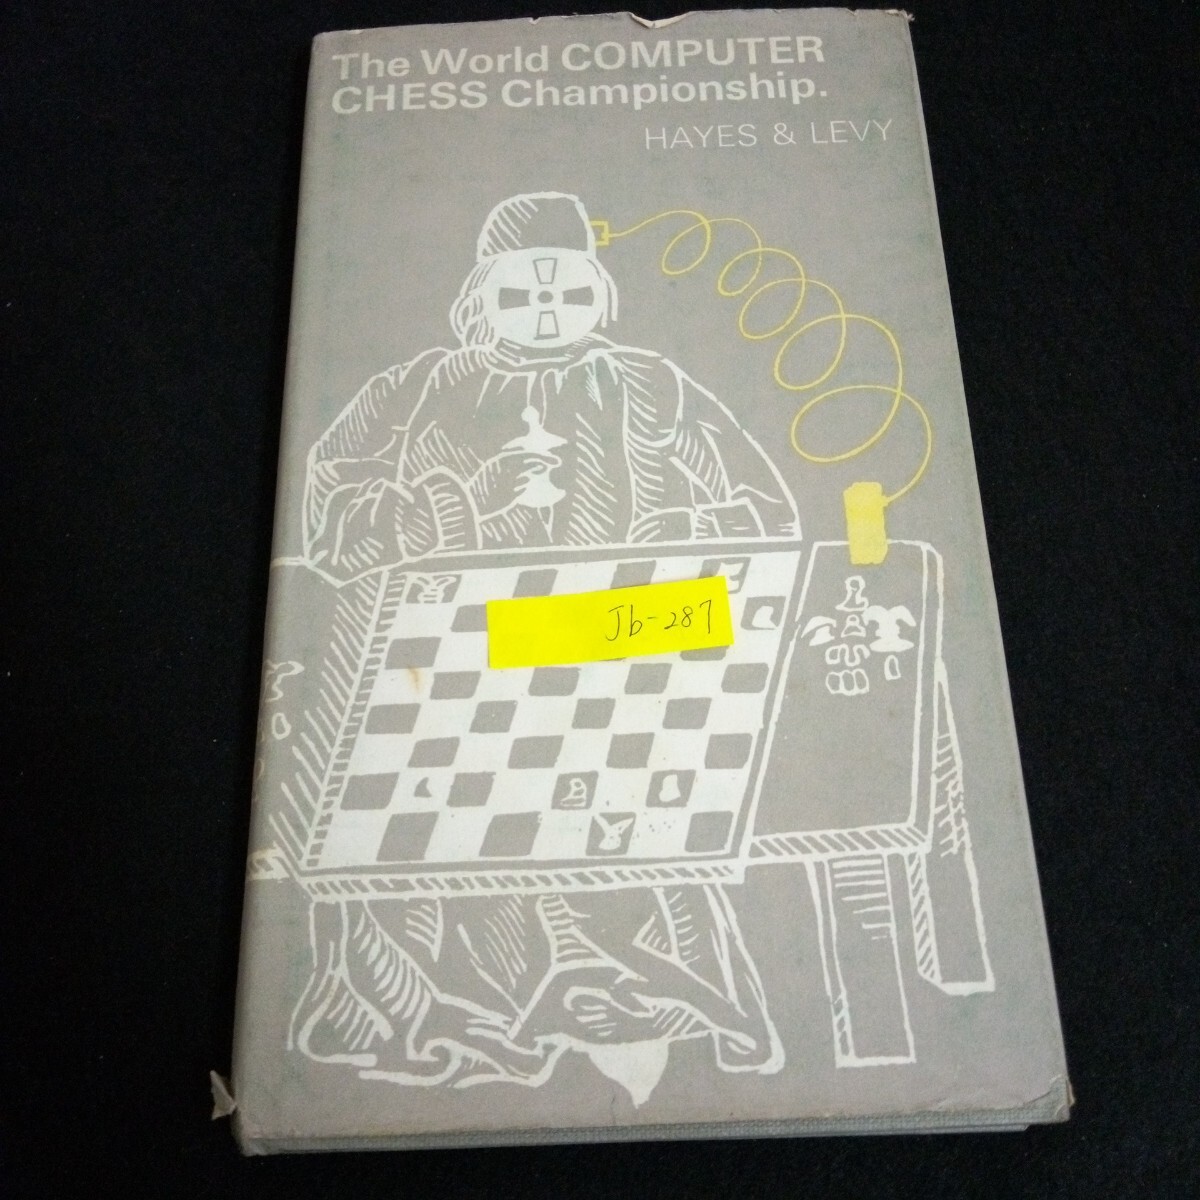 The World COMPUTER
CHESS Championship.
HAYES & LEVY
Jb-287